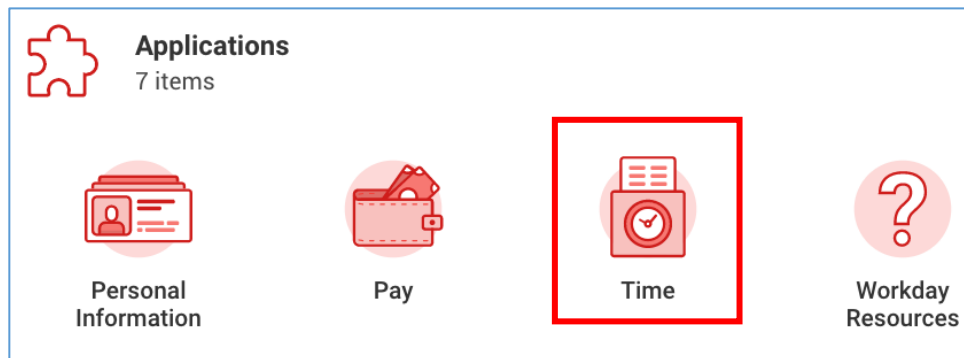 Applications
7 items
Personal
Information
Pay
Time
Workday
Resources